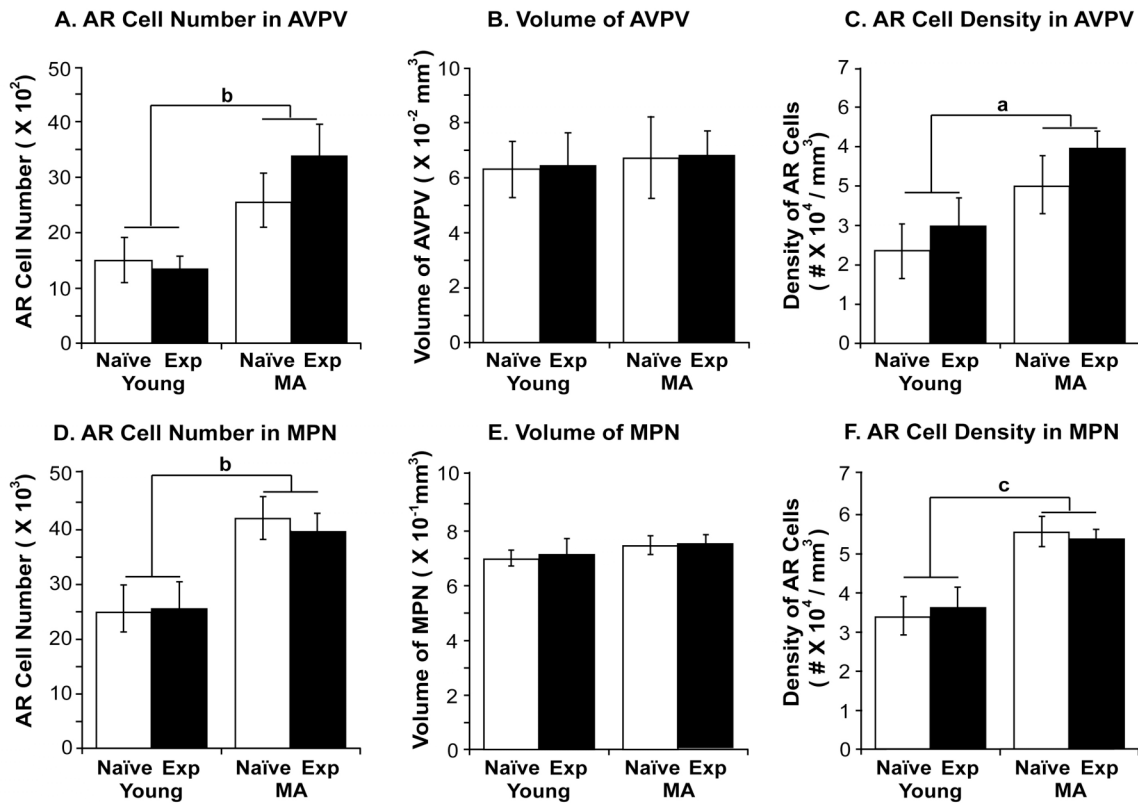 A. AR Cell Number in AVPV
AR Cell Number ( X 10²)
50
40
30
20
10
0
b
Naïve Exp Naïve Exp
Young MA
B. Volume of AVPV
Volume of AVPV ( X 10⁻² mm³)
10
8
6
4
2
0
Naïve Exp Naïve Exp
Young MA
C. AR Cell Density in AVPV
Density of AR Cells
( # X 10⁴ / mm³)
7
6
4
5
3
2
1
0
a
Naïve Exp Naïve Exp
Young MA
D. AR Cell Number in MPN
AR Cell Number ( X 10³)
50
40
30
20
10
0
b
Naïve Exp Naïve Exp
Young MA
E. Volume of MPN
Volume of MPN ( X 10⁻¹mm³)
10
8
6
4
2
0
Naïve Exp Naïve Exp
Young MA
F. AR Cell Density in MPN
Density of AR Cells
( # X 10⁴ / mm³)
7
6
5
4
3
2
1
0
c
Naïve Exp Naïve Exp
Young MA